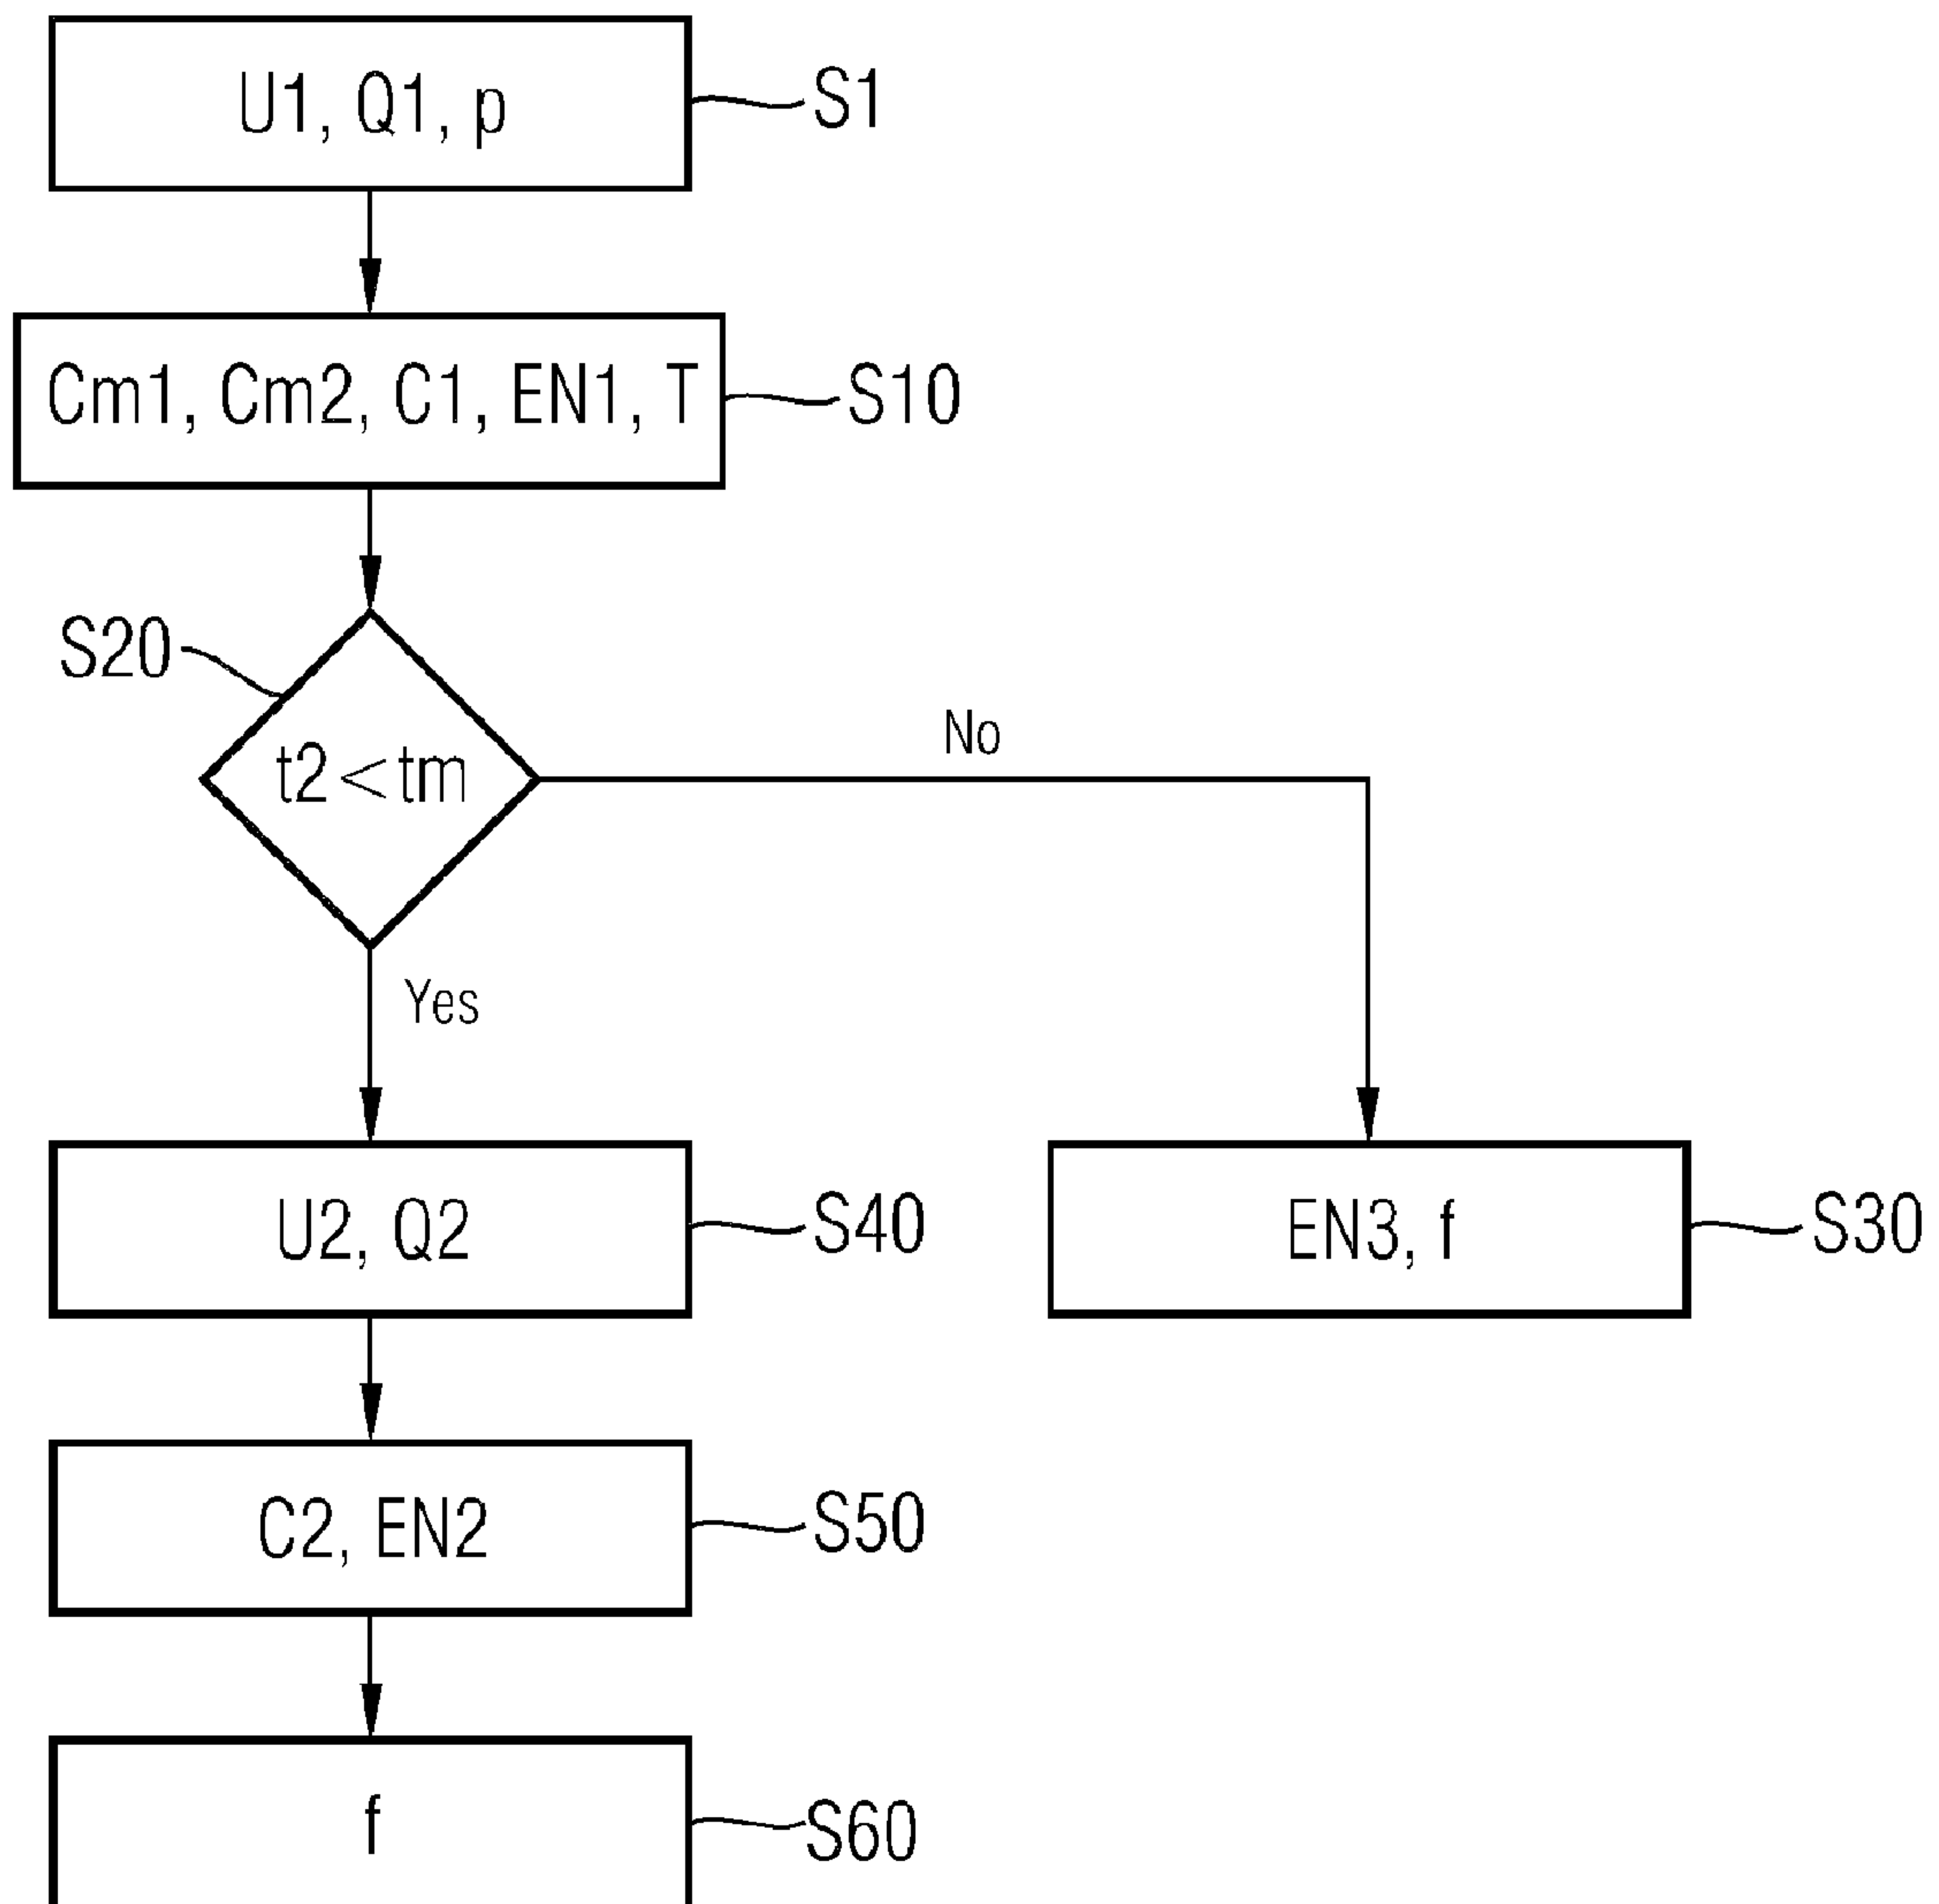 U1, Q1, p
S1
Cm1, Cm2, C1, EN1, T
S10
S20
t2<tm
No
Yes
U2, Q2
S40
EN3, f
S30
C2, EN2
S50
f
S60